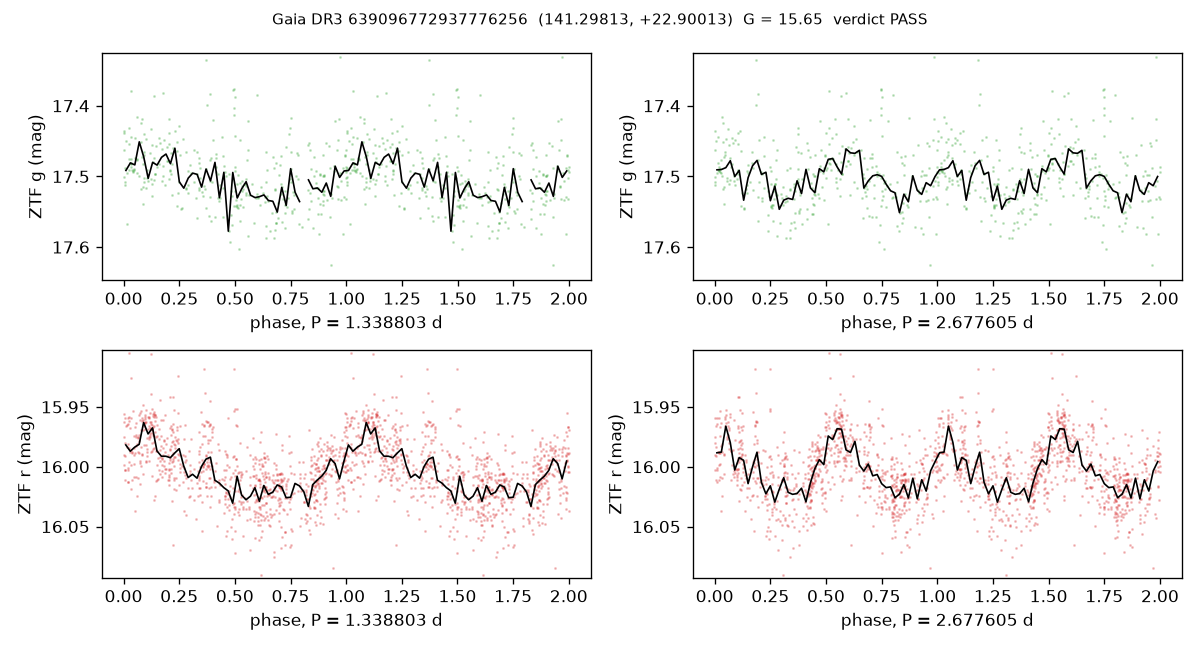 Gaia DR3 639096772937776256  (141.29813, +22.90013)  G = 15.65  verdict PASS
ZTF g (mag)
17.4
17.5
17.6
0.00 0.25 0.50 0.75 1.00 1.25 1.50 1.75 2.00
phase, P = 1.338803 d
ZTF g (mag)
17.4
17.5
17.6
0.00 0.25 0.50 0.75 1.00 1.25 1.50 1.75 2.00
phase, P = 2.677605 d
ZTF r (mag)
15.95
16.00
16.05
0.00 0.25 0.50 0.75 1.00 1.25 1.50 1.75 2.00
phase, P = 1.338803 d
ZTF r (mag)
15.95
16.00
16.05
0.00 0.25 0.50 0.75 1.00 1.25 1.50 1.75 2.00
phase, P = 2.677605 d